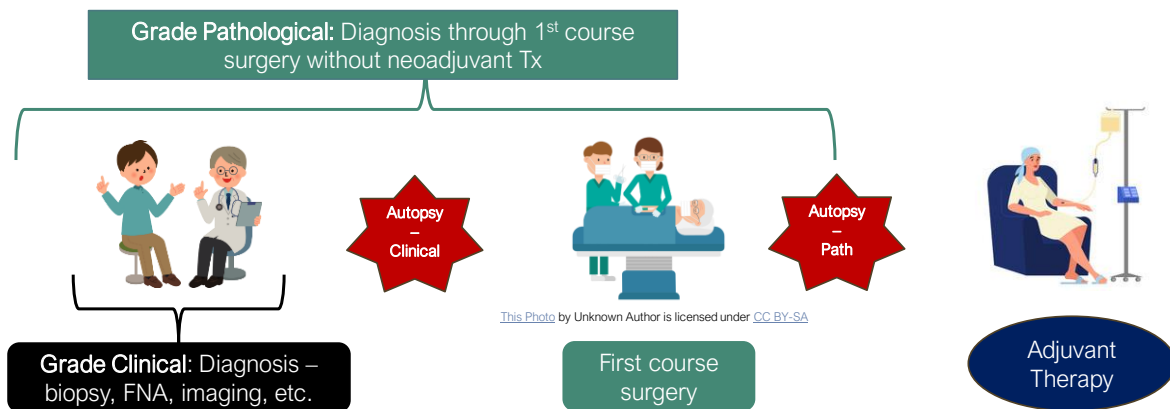 Grade Pathological: Diagnosis through 1st course
surgery without neoadjuvant Tx
Autopsy
–
Clinical
Autopsy
–
Path
This Photo by Unknown Author is licensed under CC BY-SA
Grade Clinical: Diagnosis –
biopsy, FNA, imaging, etc.
First course
surgery
Adjuvant
Therapy